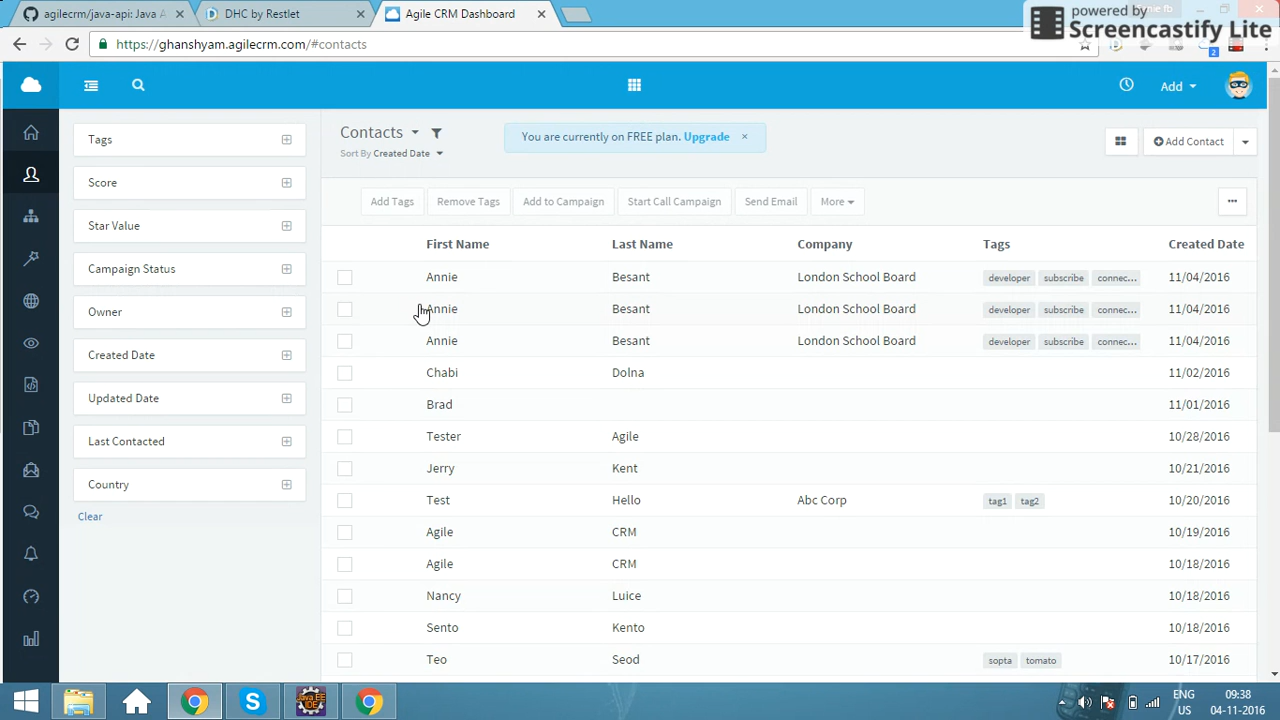 agilecrm/java-api: Java A
DHC by Restlet
Agile CRM Dashboard
powered by
Screencastify Lite
https://ghanshyam.agilecrm.com/#contacts
2
Add
Tags
Score
Star Value
Campaign Status
Owner
Created Date
Updated Date
Last Contacted
Country
Clear
Contacts
You are currently on FREE plan. Upgrade ×
Add Contact
Sort By Created Date
Add Tags Remove Tags Add to Campaign Start Call Campaign Send Email More
First Name Last Name Company Tags Created Date
Annie Besant London School Board developer subscribe connec... 11/04/2016
Annie Besant London School Board developer subscribe connec... 11/04/2016
Annie Besant London School Board developer subscribe connec... 11/04/2016
Chabi Dolna 11/02/2016
Brad 11/01/2016
Tester Agile 10/28/2016
Jerry Kent 10/21/2016
Test Hello Abc Corp tag1 tag2 10/20/2016
Agile CRM 10/19/2016
Agile CRM 10/18/2016
Nancy Luice 10/18/2016
Sento Kento 10/18/2016
Teo Seod sopta tomato 10/17/2016
Java EE
IDE
ENG
US
09:38
04-11-2016